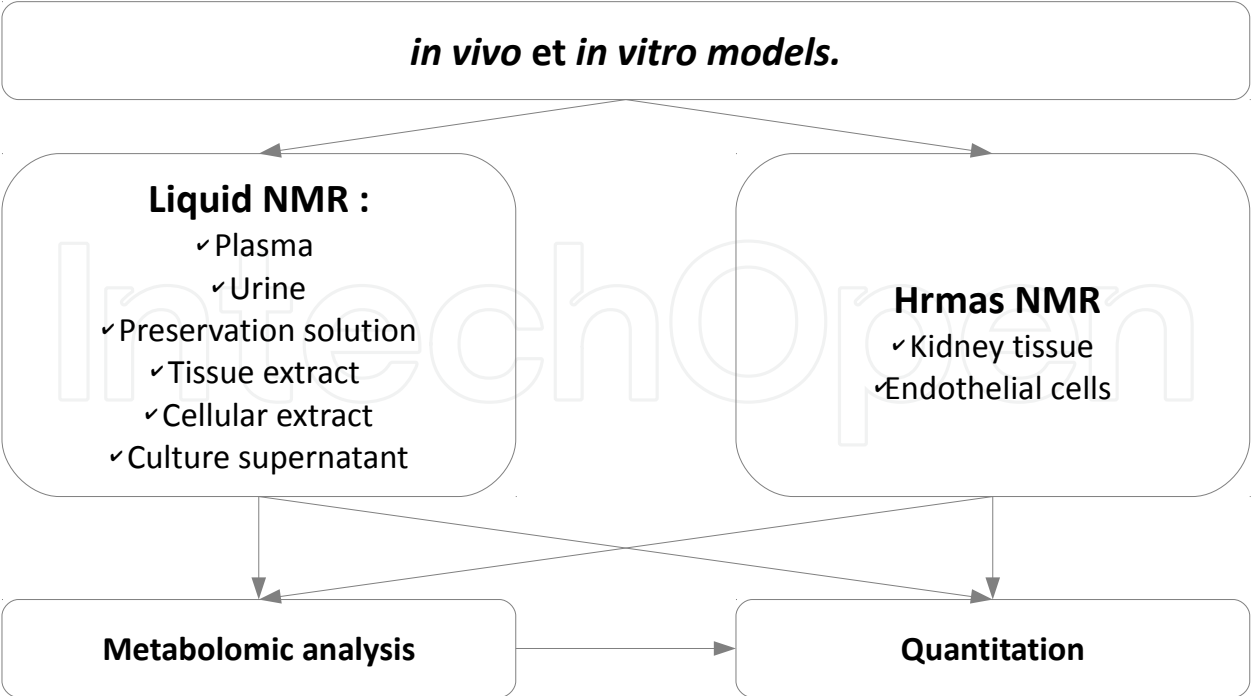 in vivo et in vitro models.
Liquid NMR :
✓Plasma
✓Urine
✓Preservation solution
✓Tissue extract
✓Cellular extract
✓Culture supernatant
Hrmas NMR
✓Kidney tissue
✓Endothelial cells
IntechOpen
Metabolomic analysis
Quantitation